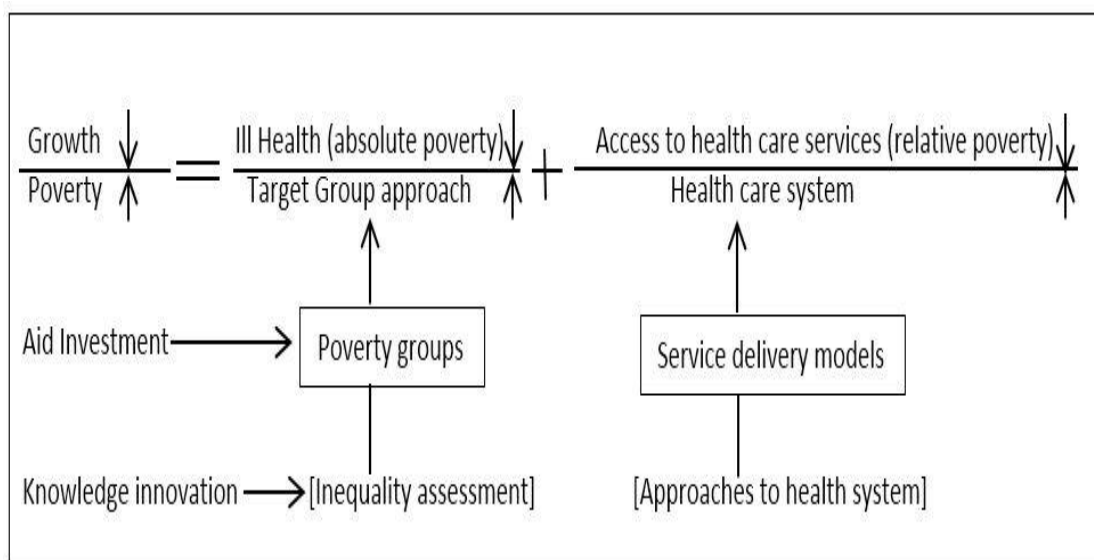 Growth
Poverty
=
Ill Health (absolute poverty)
Target Group approach
+
Access to health care services (relative poverty)
Health care system
Aid Investment
Poverty groups
Service delivery models
Knowledge innovation
[Inequality assessment]
[Approaches to health system]